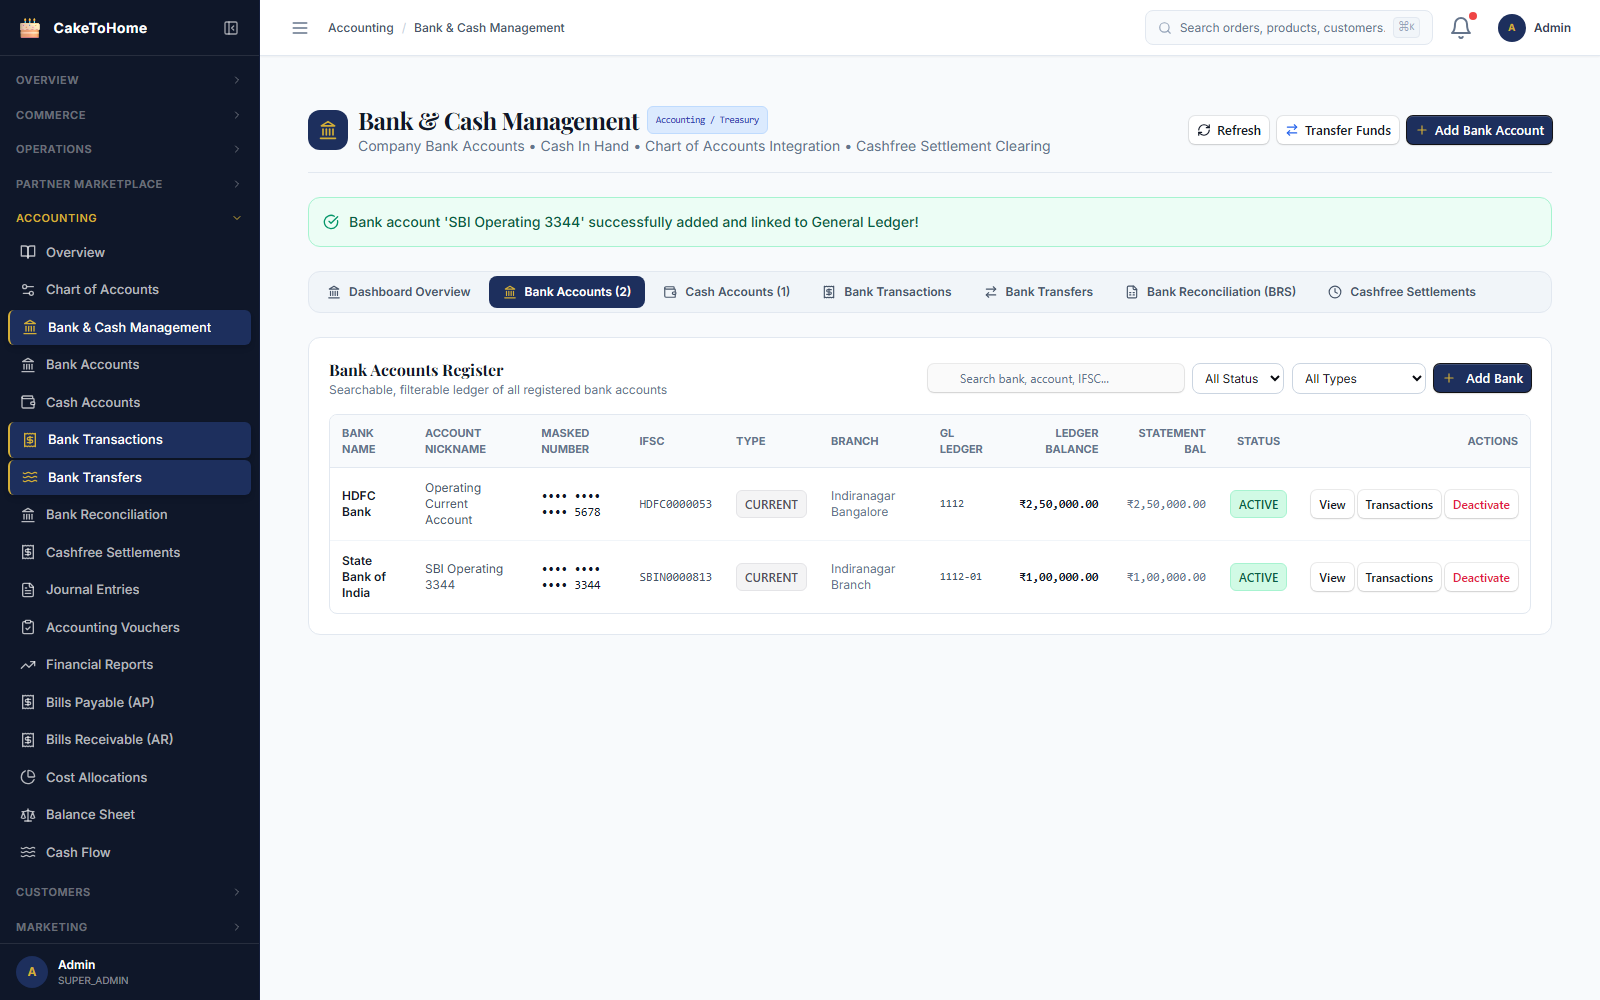 CakeToHome
OVERVIEW
COMMERCE
OPERATIONS
PARTNER MARKETPLACE
ACCOUNTING
Overview
Chart of Accounts
Bank & Cash Management
Bank Accounts
Cash Accounts
Bank Transactions
Bank Transfers
Bank Reconciliation
Cashfree Settlements
Journal Entries
Accounting Vouchers
Financial Reports
Bills Payable (AP)
Bills Receivable (AR)
Cost Allocations
Balance Sheet
Cash Flow
CUSTOMERS
MARKETING
A Admin
SUPER_ADMIN
Accounting / Bank & Cash Management
Search orders, products, customers. ⌘K
A Admin
Bank & Cash Management Accounting / Treasury
Company Bank Accounts • Cash In Hand • Chart of Accounts Integration • Cashfree Settlement Clearing
Refresh Transfer Funds + Add Bank Account
Bank account 'SBI Operating 3344' successfully added and linked to General Ledger!
Dashboard Overview Bank Accounts (2) Cash Accounts (1) Bank Transactions Bank Transfers Bank Reconciliation (BRS) Cashfree Settlements
Bank Accounts Register
Searchable, filterable ledger of all registered bank accounts
Search bank, account, IFSC... All Status All Types + Add Bank
BANK NAME ACCOUNT NICKNAME MASKED NUMBER IFSC TYPE BRANCH GL LEDGER LEDGER BALANCE STATEMENT BAL STATUS ACTIONS
HDFC Bank Operating Current Account •••• •••• •••• 5678 HDFC0000053 CURRENT Indiranagar Bangalore 1112 ₹2,50,000.00 ₹2,50,000.00 ACTIVE View Transactions Deactivate
State Bank of India SBI Operating 3344 •••• •••• •••• 3344 SBIN0000813 CURRENT Indiranagar Branch 1112-01 ₹1,00,000.00 ₹1,00,000.00 ACTIVE View Transactions Deactivate